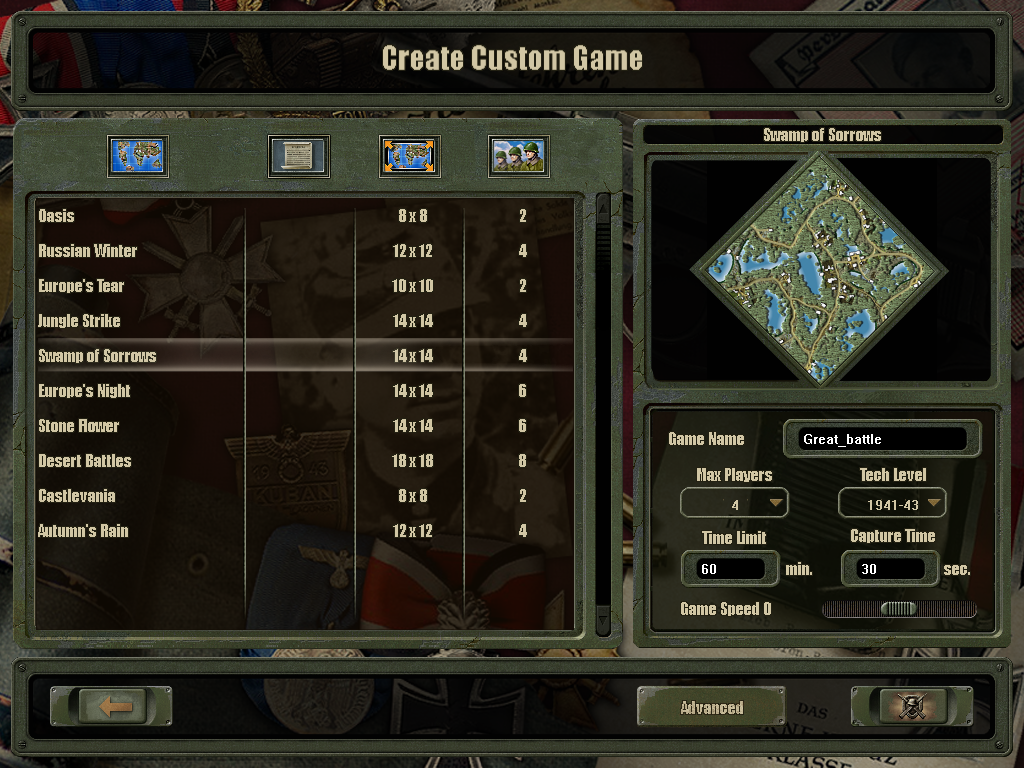 Create Custom Game
Swamp of Sorrows
Oasis 8 x 8 2
Russian Winter 12 x 12 4
Europe's Tear 10 x 10 2
Jungle Strike 14 x 14 4
Swamp of Sorrows 14 x 14 4
Europe's Night 14 x 14 6
Stone Flower 14 x 14 6
Desert Battles 18 x 18 8
Castlevania 8 x 8 2
Autumn's Rain 12 x 12 4
KUBAN
Game Name Great_battle
Max Players Tech Level
4 1941-43
Time Limit Capture Time
60 min. 30 sec.
Game Speed 0
Advanced
DAS
KLASSE